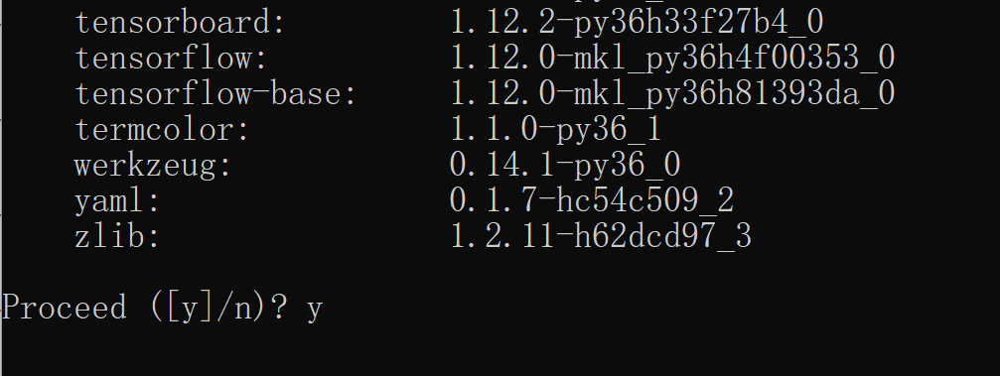 tensorboard: 1.12.2-py36h33f27b4_0
tensorflow: 1.12.0-mkl_py36h4f00353_0
tensorflow-base: 1.12.0-mkl_py36h81393da_0
termcolor: 1.1.0-py36_1
werkzeug: 0.14.1-py36_0
yaml: 0.1.7-hc54c509_2
zlib: 1.2.11-h62dcd97_3
Proceed ([y]/n)? y